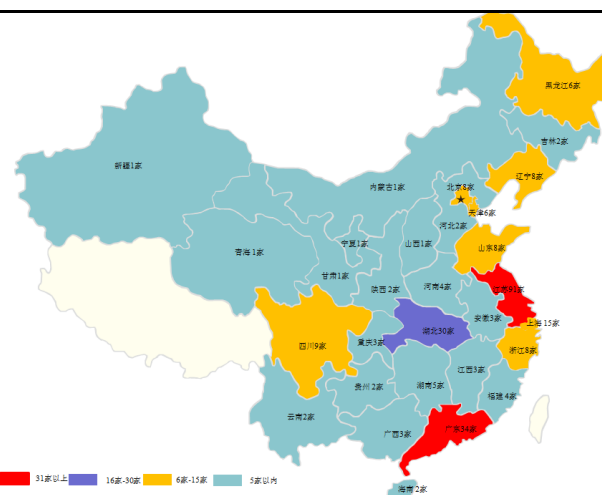 黑龙江6家
吉林2家
新疆1家
辽宁8家
内蒙古1家
北京8家
天津6家
河北2家
宁夏1家
山西1家
山东8家
青海1家
甘肃1家
陕西2家
河南4家
安徽3家
上海15家
湖北30家
四川9家
重庆3家
浙江8家
江西3家
贵州2家
湖南5家
福建4家
云南2家
广西3家
广东34家
海南2家
31家以上
16家-30家
6家-15家
5家以内